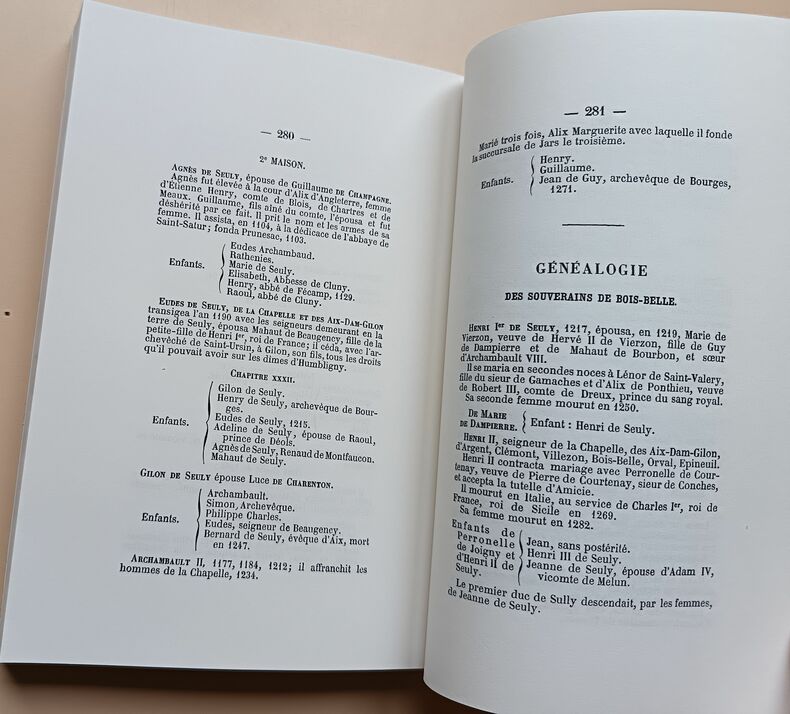 — 280 —
2e MAISON.
AGNÈS DE SEULY, épouse de Guillaume DE CHAMPAGNE.
Agnès fut élevée à la cour d'Alix d'Angleterre, femme
d'Étienne Henry, comte de Blois, de Chartres et de
Meaux. Guillaume, fils aîné du comte, l'épousa et fut
déshérité par ce fait. Il prit le nom et les armes de sa
femme. Il assista, en 1104, à la dédicace de l'abbaye de
Saint-Satur; fonda Prunesac, 1103.
Enfants.
Eudes Archambaud.
Rathenies.
Marie de Seuly.
Elisabeth, Abbesse de Cluny.
Henry, abbé de Fécamp, 1129.
Raoul, abbé de Cluny.
EUDES DE SEULY, DE LA CHAPELLE ET DES AIX-DAM-GILON
transigea l'an 1190 avec les seigneurs demeurant en la
terre de Seuly, épousa Mahaut de Beaugency, fille de la
petite-fille de Henri Ier, roi de France; il céda, avec l'ar-
chevêché de Saint-Ursin, à Gilon, son fils, tous les droits
qu'il pouvait avoir sur les dîmes d'Humbligny.
CHAPITRE XXXII.
Enfants.
Gilon de Seuly.
Henry de Seuly, archevêque de Bour-
ges.
Eudes de Seuly, 1215.
Adeline de Seuly, épouse de Raoul,
prince de Déols.
Agnès de Seuly, Renaud de Montfaucon.
Mahaut de Seuly.
GILON DE SEULY épouse LUCE DE CHARENTON.
Enfants.
Archambault.
Simon, Archevêque.
Philippe Charles.
Eudes, seigneur de Beaugency.
Bernard de Seuly, évêque d'Aix, mort
en 1247.
ARCHAMBAULT II, 1177, 1184, 1212; il affranchit les
hommes de la Chapelle, 1234.
— 281 —
Marié trois fois, Alix Marguerite avec laquelle il fonde
la succursale de Jars le troisième.
Enfants.
Henry.
Guillaume.
Jean de Guy, archevêque de Bourges,
1271.
GÉNÉALOGIE
DES SOUVERAINS DE BOIS-BELLE.
HENRI Ier DE SEULY, 1217, épousa, en 1219, Marie de
Vierzon, veuve de Hervé II de Vierzon, fille de Guy
de Dampierre et de Mahaut de Bourbon, et sœur
d'Archambault VIII.
Il se maria en secondes noces à Lénor de Saint-Valery,
fille du sieur de Gamaches et d'Alix de Ponthieu, veuve
de Robert III, comte de Dreux, prince du sang royal.
Sa seconde femme mourut en 1250.
DE MARIE
DE DAMPIERRE.
Enfant : Henri de Seuly.
HENRI II, seigneur de la Chapelle, des Aix-Dam-Gilon,
d'Argent, Clémont, Villezon, Bois-Belle, Orval, Epineuil.
Henri II contracta mariage avec Perronelle de Cour-
tenay, veuve de Pierre de Courtenay, sieur de Conches,
et accepta la tutelle d'Amicie.
Il mourut en Italie, au service de Charles Ier, roi de
France, roi de Sicile en 1269.
Sa femme mourut en 1282.
Enfants de
Perronelle
de Joigny et
d'Henri II de
Seuly.
Jean, sans postérité.
Henri III de Seuly.
Jeanne de Seuly, épouse d'Adam IV,
vicomte de Melun.
Le premier duc de Sully descendait, par les femmes,
de Jeanne de Seuly.